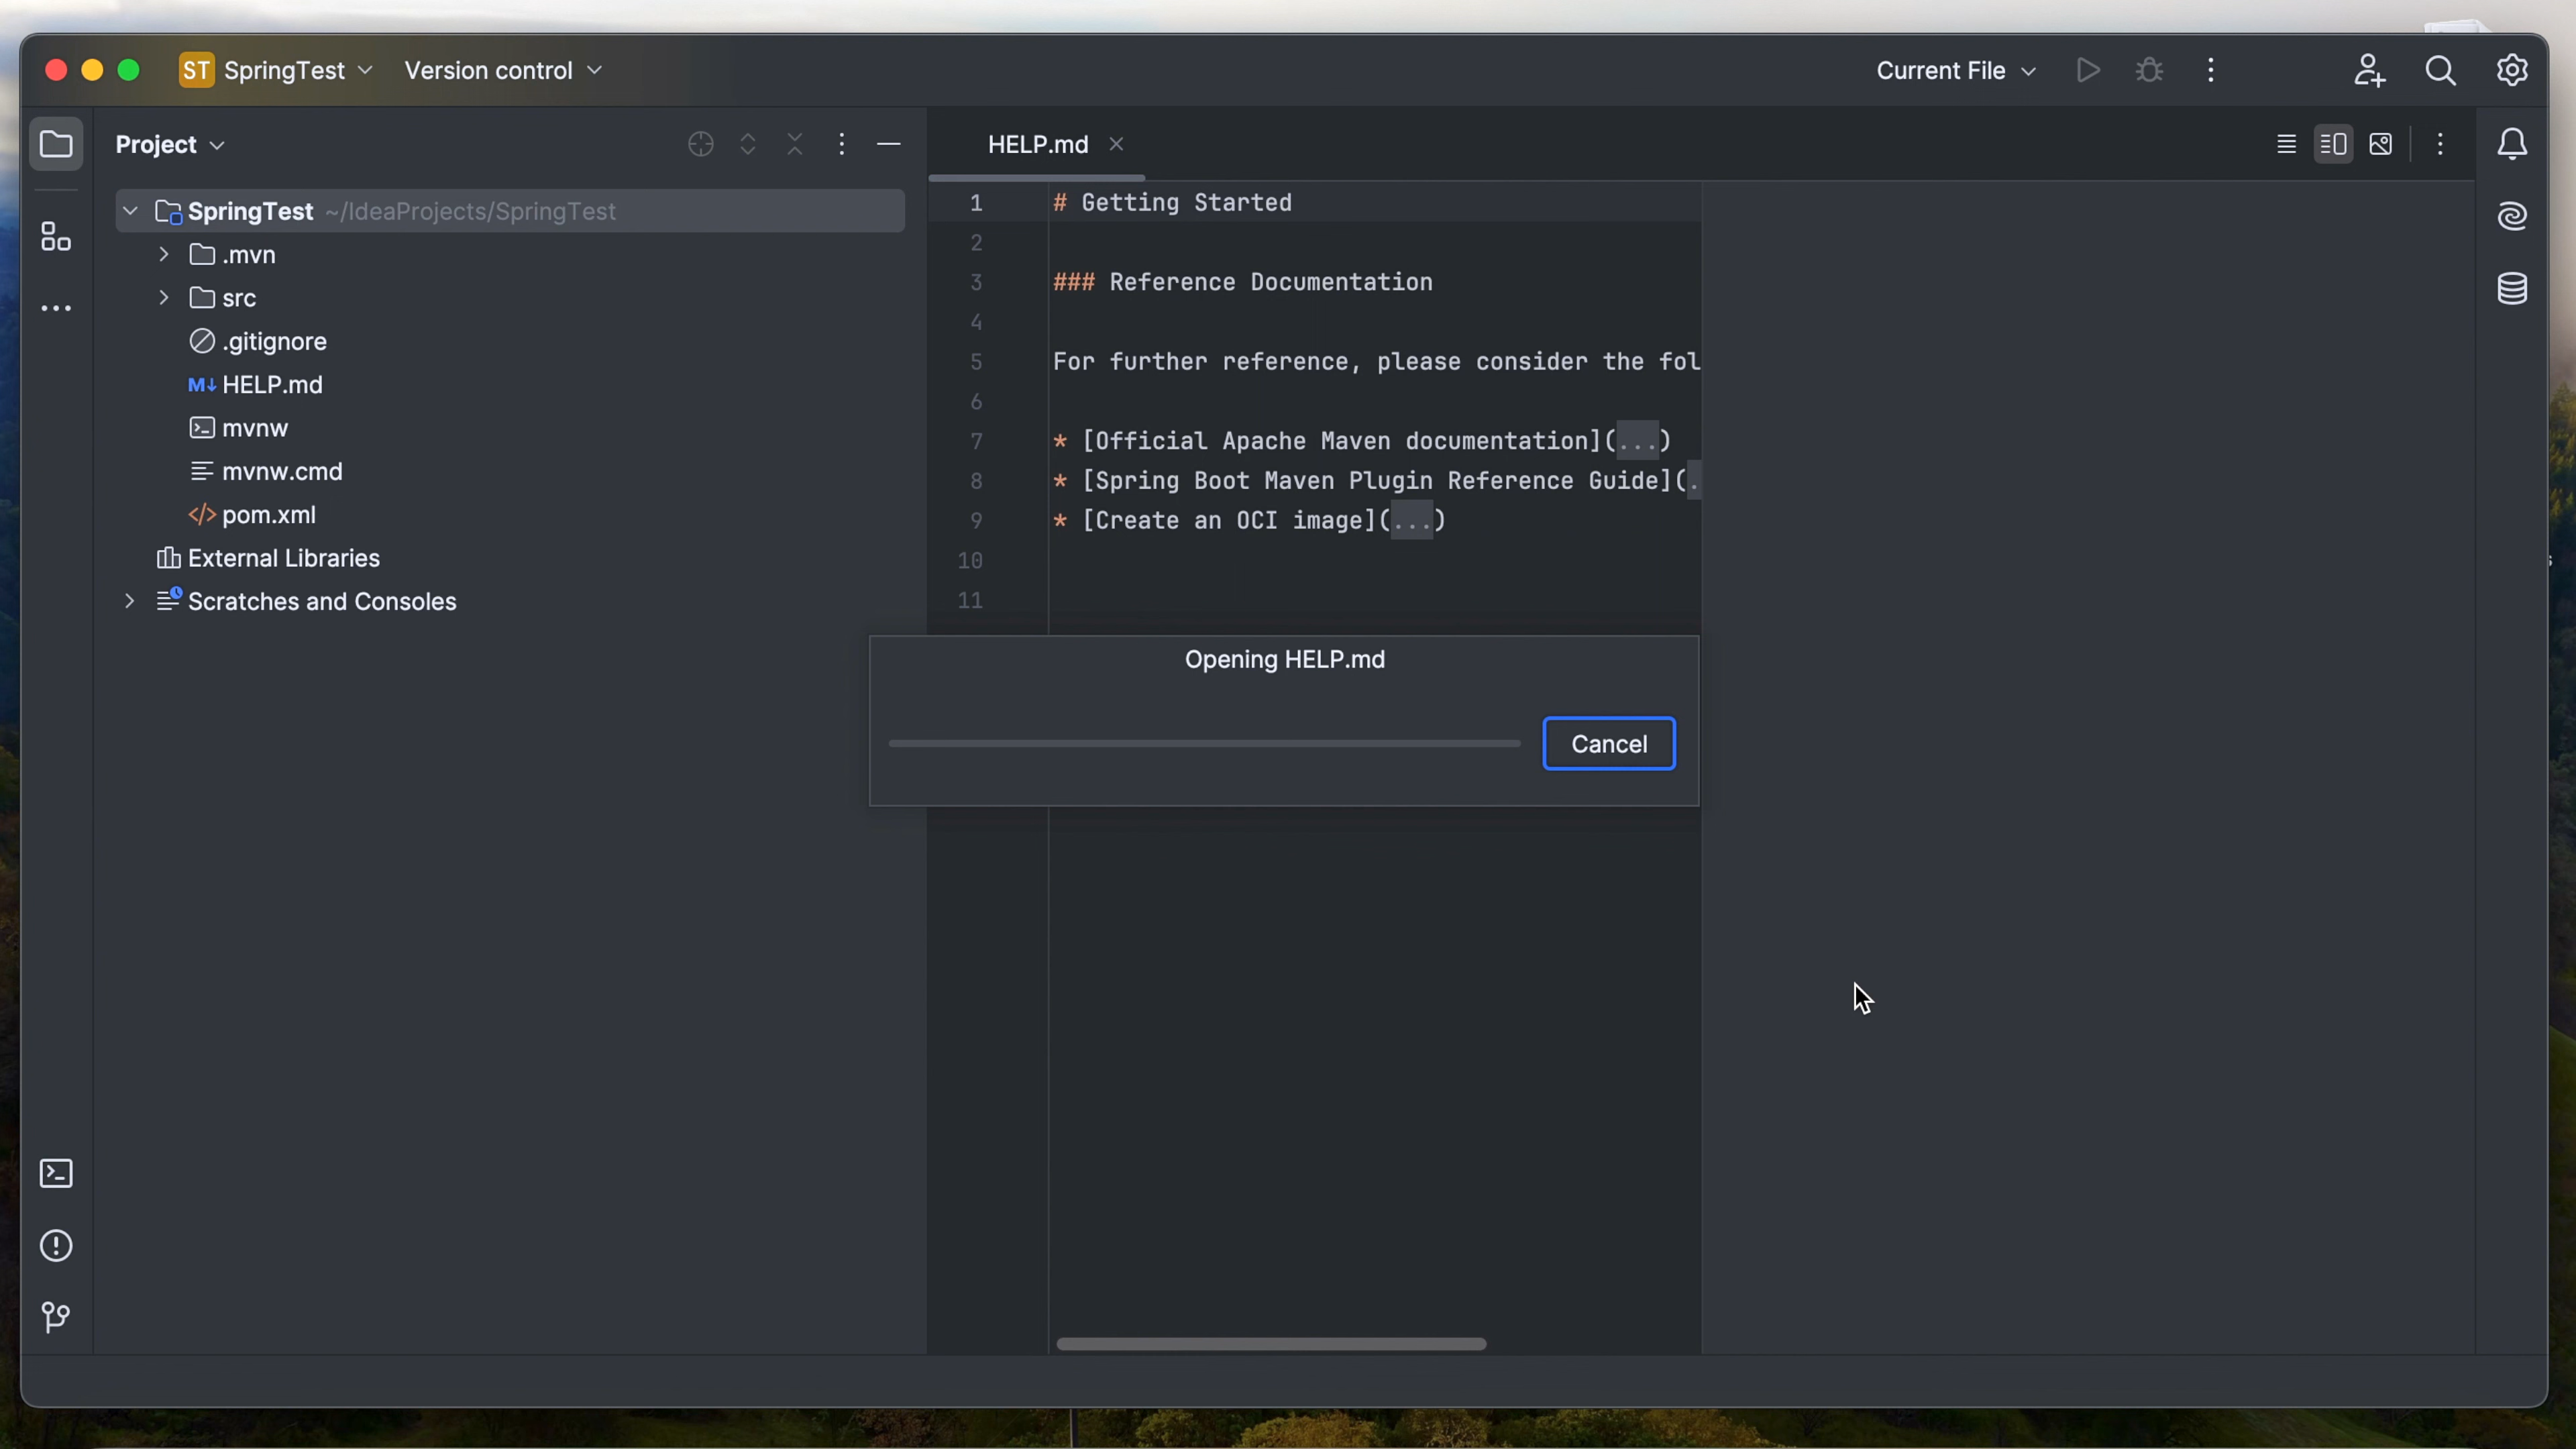 ST SpringTest Version control Current File
Project
HELP.md
SpringTest ~/IdeaProjects/SpringTest
.mvn
src
.gitignore
M↓ HELP.md
mvnw
mvnw.cmd
</> pom.xml
External Libraries
Scratches and Consoles
1 # Getting Started
2
3 ### Reference Documentation
4
5 For further reference, please consider the fol
6
7 * [Official Apache Maven documentation](...)
8 * [Spring Boot Maven Plugin Reference Guide](.
9 * [Create an OCI image](...)
10
11
Opening HELP.md
Cancel